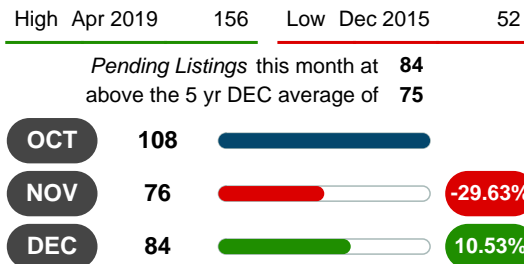 High Apr 2019 156 Low Dec 2015 52
Pending Listings this month at 84
above the 5 yr DEC average of 75
OCT 108
NOV 76 -29.63%
DEC 84 10.53%